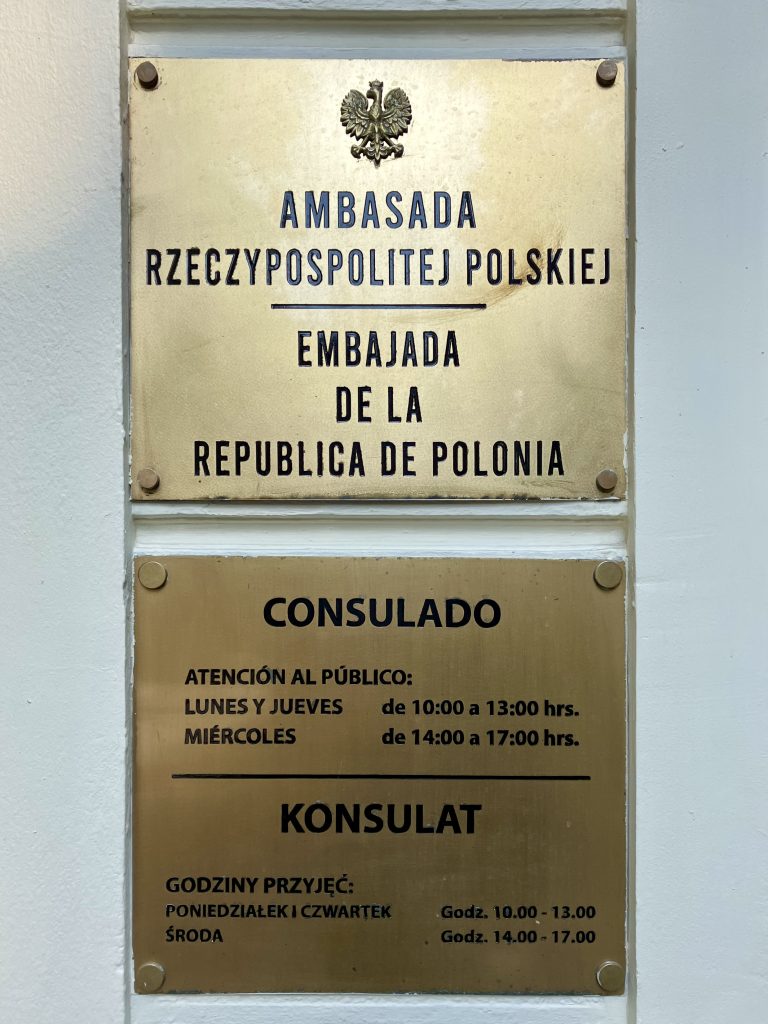 AMBASADA
RZECZYPOSPOLITEJ POLSKIEJ
EMBAJADA
DE LA
REPUBLICA DE POLONIA
CONSULADO
ATENCIÓN AL PÚBLICO:
LUNES Y JUEVES de 10:00 a 13:00 hrs.
MIÉRCOLES de 14:00 a 17:00 hrs.
KONSULAT
GODZINY PRZYJĘĆ:
PONIEDZIAŁEK I CZWARTEK Godz. 10.00 - 13.00
ŚRODA Godz. 14.00 - 17.00